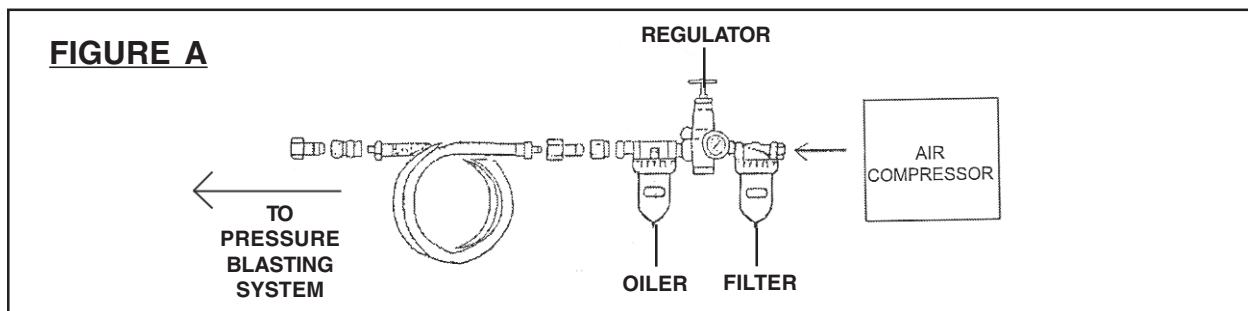 FIGURE A
REGULATOR
AIR
COMPRESSOR
TO
PRESSURE
BLASTING
SYSTEM
OILER
FILTER